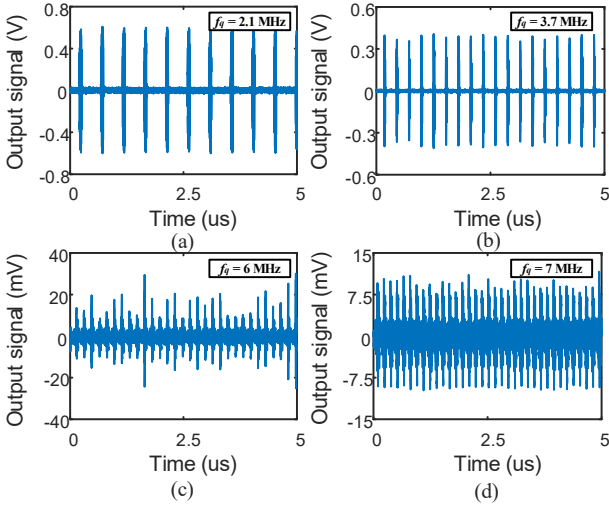 f_q = 2.1 MHz
Output signal (V)
0.8
0.4
0
-0.4
-0.8
0
2.5
5
Time (us)
(a)
f_q = 3.7 MHz
Output signal (V)
0.6
0.3
0
-0.3
-0.6
0
2.5
5
Time (us)
(b)
f_q = 6 MHz
Output signal (mV)
40
20
0
-20
-40
0
2.5
5
Time (us)
(c)
f_q = 7 MHz
Output signal (mV)
15
7.5
0
-7.5
-15
0
2.5
5
Time (us)
(d)